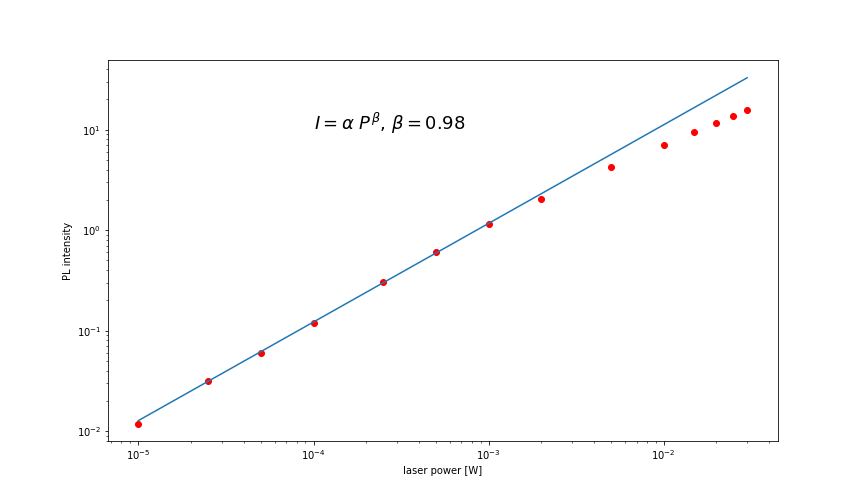 I = α P^β, β = 0.98
10¹
10⁰
10⁻¹
10⁻²
PL intensity
10⁻⁵ 10⁻⁴ 10⁻³ 10⁻²
laser power [W]